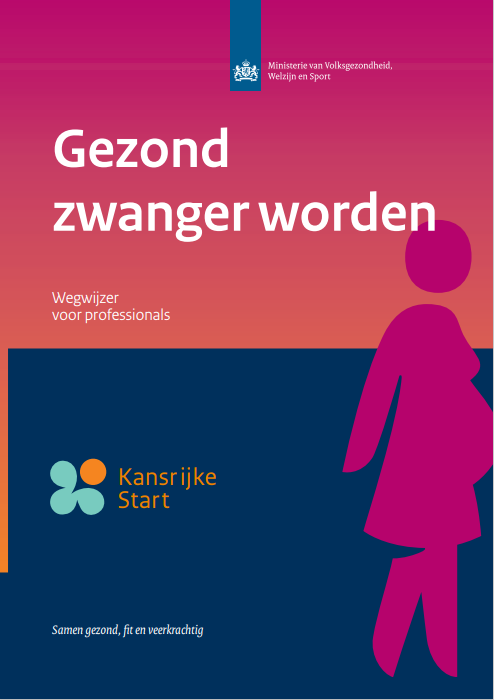 Ministerie van Volksgezondheid,
Welzijn en Sport
Gezond
zwanger worden
Wegwijzer
voor professionals
Kansrijke
Start
Samen gezond, fit en veerkrachtig